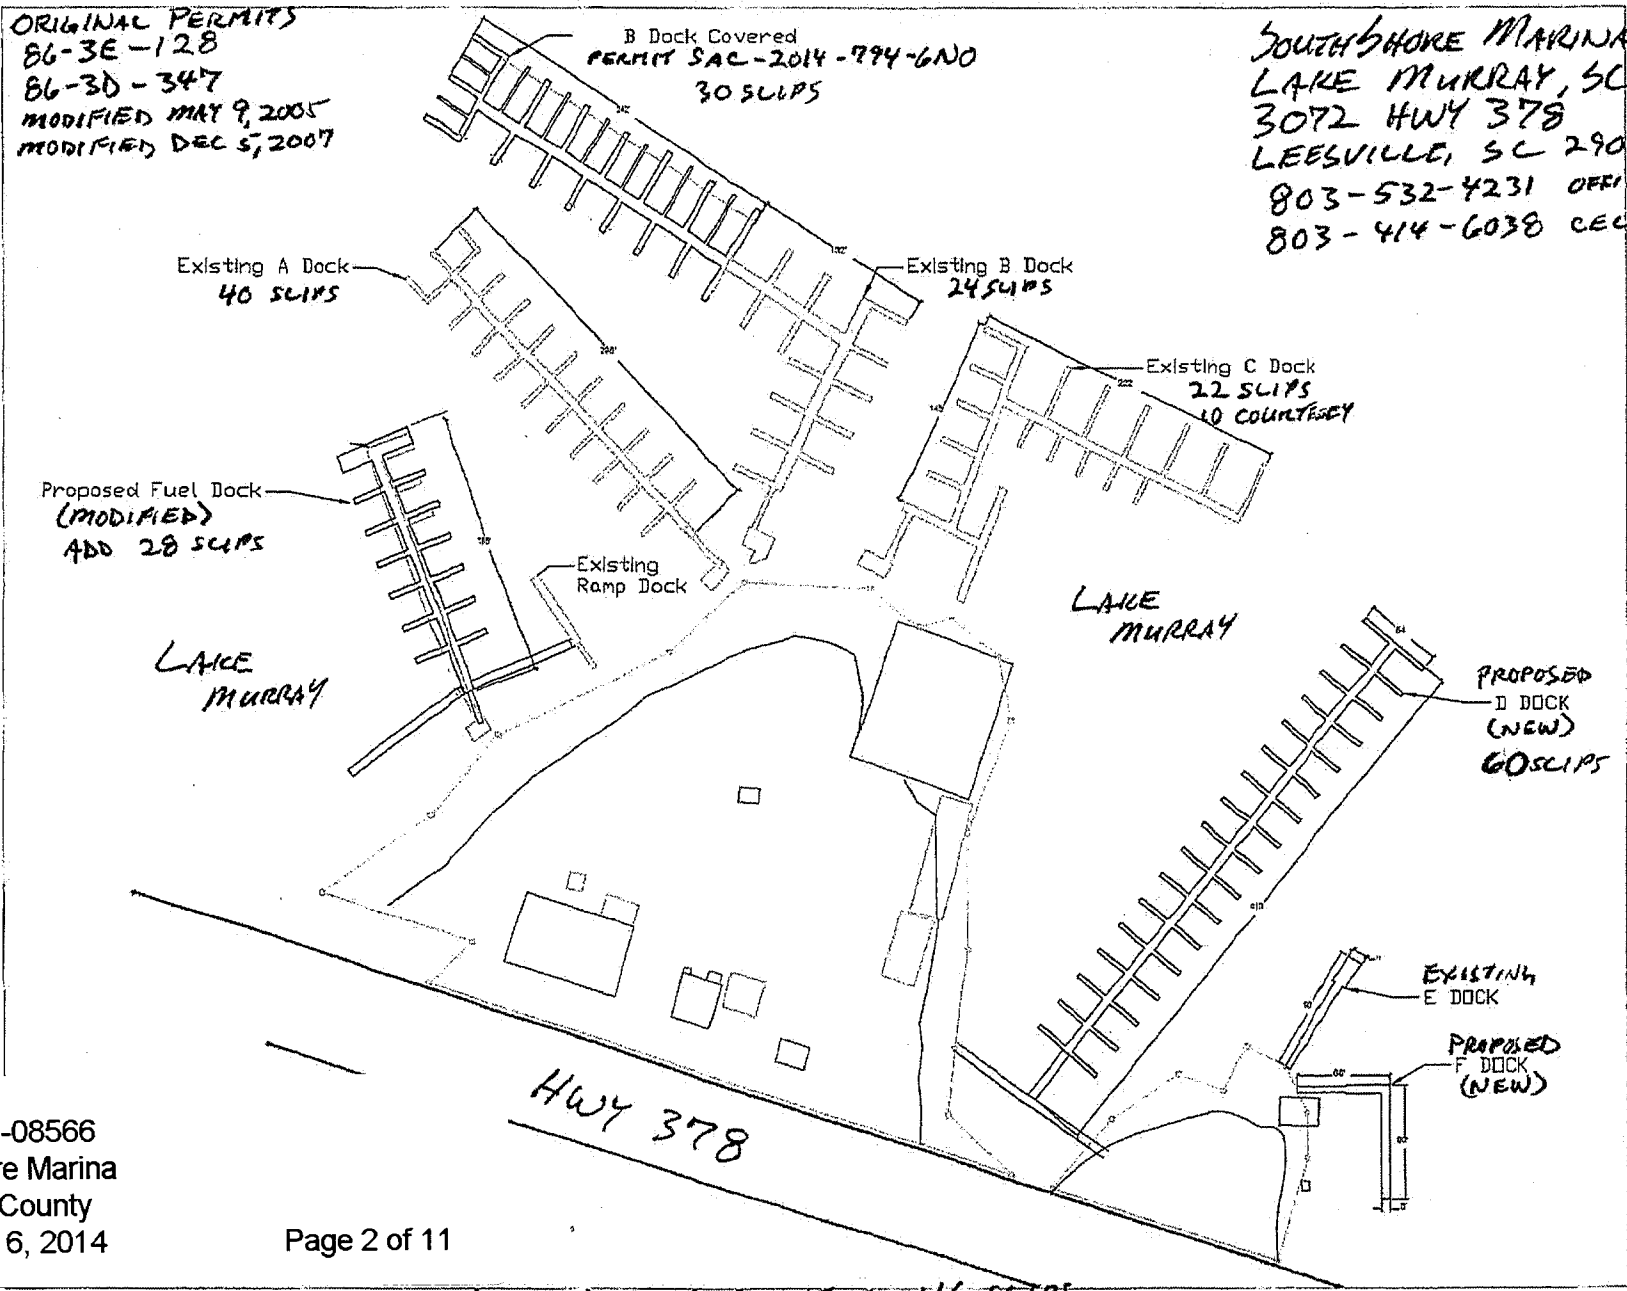 ORIGINAL PERMITS
86-3E-128
86-3D-347
MODIFIED MAY 9, 2005
MODIFIED DEC 5, 2007
B Dock Covered
PERMIT SAC-2014-794-6NO
30 SLIPS
SOUTHSHORE MARINA
LAKE MURRAY, SC
3072 HWY 378
LEESVILLE, SC 290
803-532-4231 OFFI
803-414-6038 CEL
Existing A Dock
40 SLIPS
Existing B Dock
24 SLIPS
Existing C Dock
22 SLIPS
10 COURTESEY
Proposed Fuel Dock
(MODIFIED)
ADD 28 SLIPS
Existing
Ramp Dock
LAKE
MURRAY
LAKE
MURRAY
PROPOSED
D DOCK
(NEW)
60 SLIPS
EXISTING
E DOCK
PROPOSED
F DOCK
(NEW)
HWY 378
-08566
re Marina
County
6, 2014
Page 2 of 11